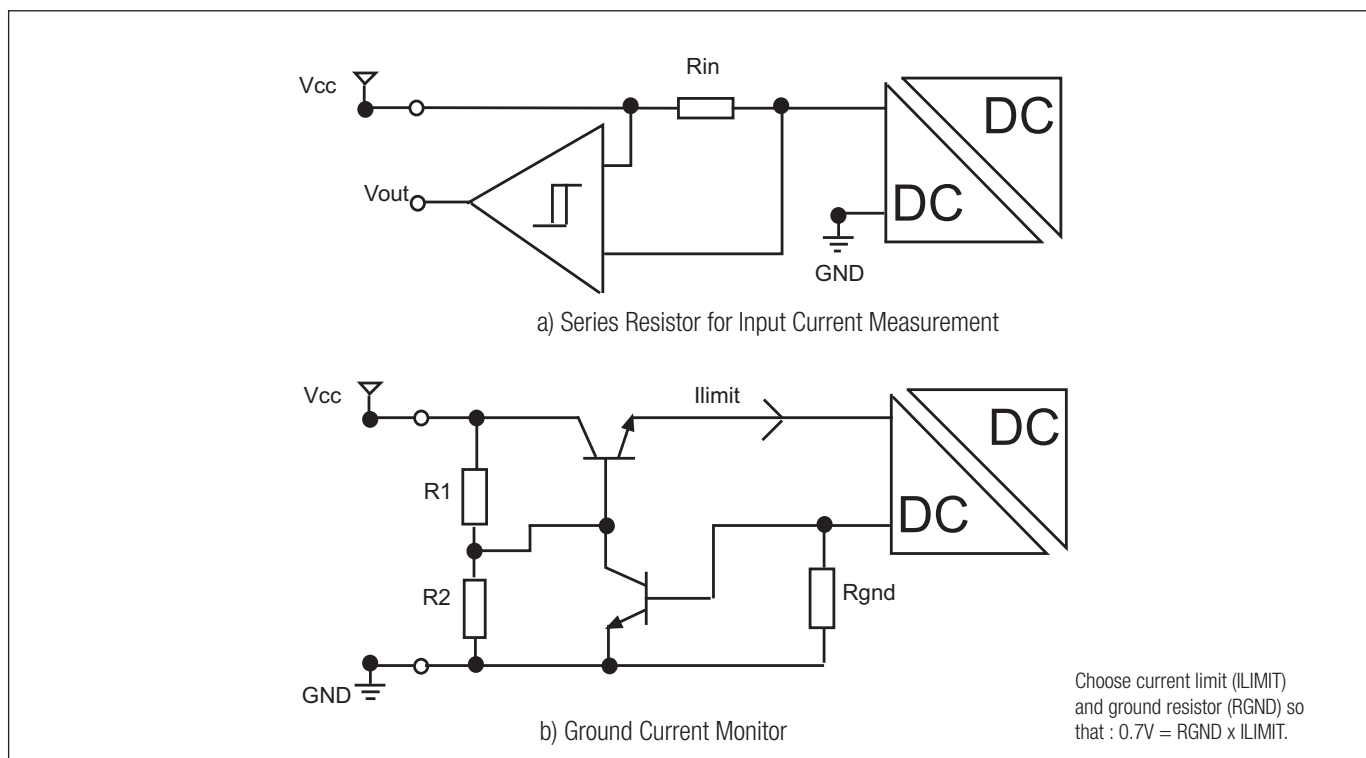 Vcc
Rin
DC
Vout
DC
GND
a) Series Resistor for Input Current Measurement
Vcc
Ilimit
DC
R1
DC
R2
Rgnd
GND
b) Ground Current Monitor
Choose current limit (ILIMIT)
and ground resistor (RGND) so
that : 0.7V = RGND x ILIMIT.